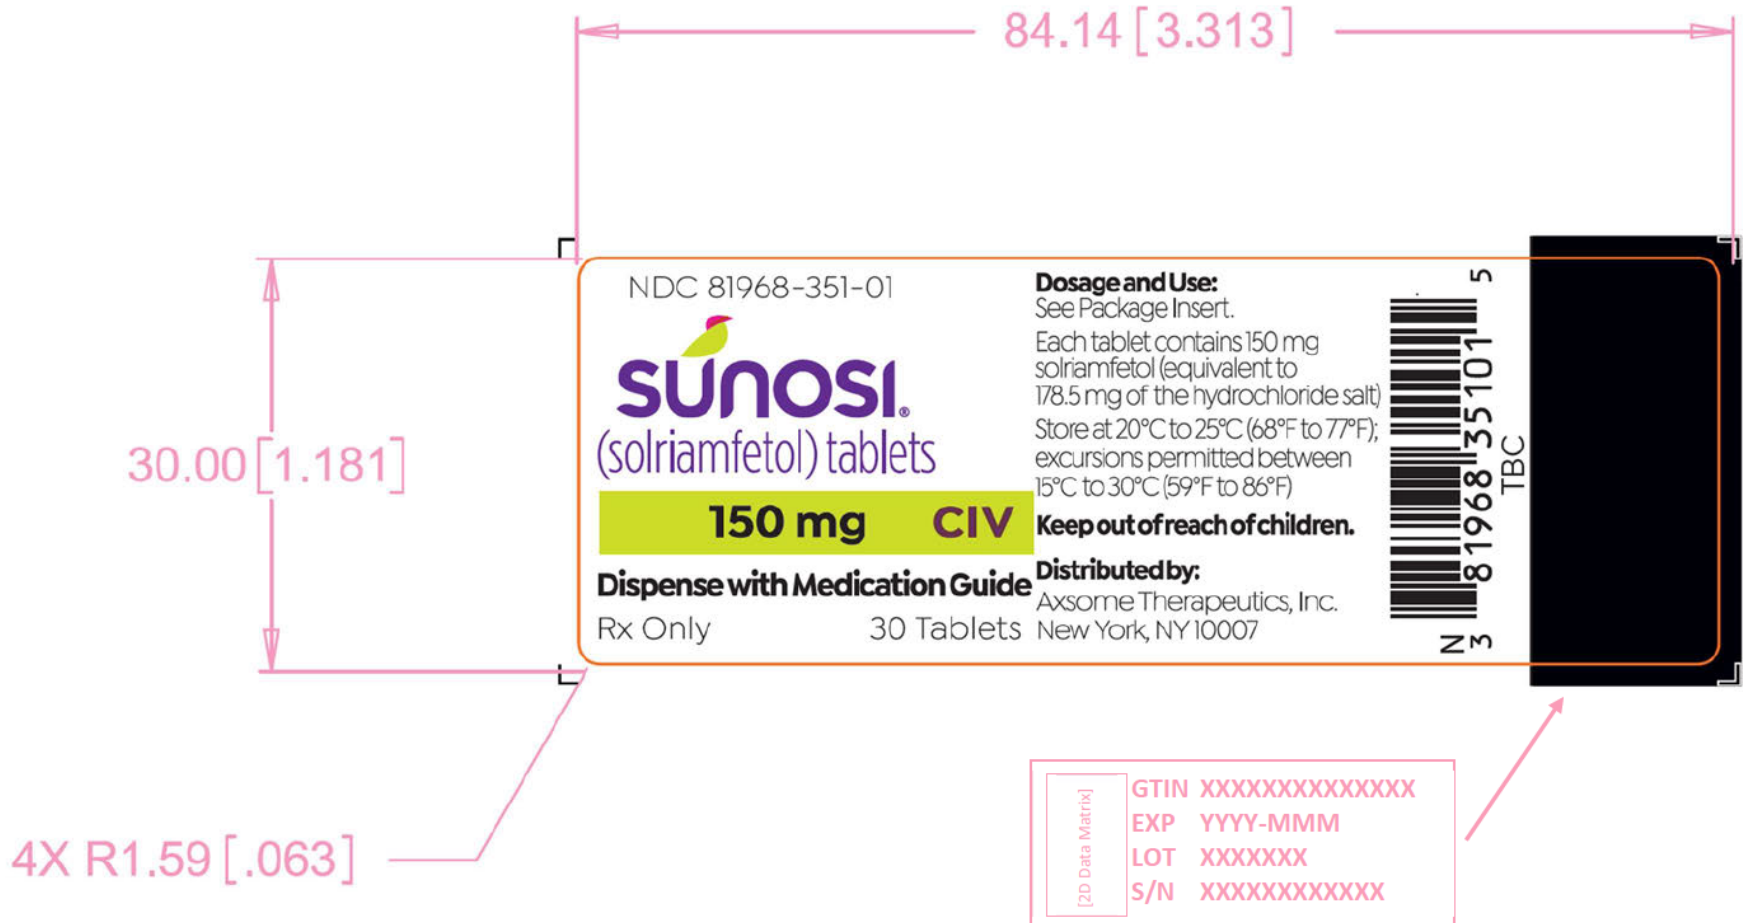 84.14 [3.313]
30.00 [1.181]
4X R1.59 [.063]
NDC 81968-351-01
SUNOSI®
(solriamfetol) tablets
150 mg CIV
Dispense with Medication Guide
Rx Only 30 Tablets
Dosage and Use:
See Package Insert.
Each tablet contains 150 mg
solriamfetol (equivalent to
178.5 mg of the hydrochloride salt)
Store at 20°C to 25°C (68°F to 77°F);
excursions permitted between
15°C to 30°C (59°F to 86°F)
Keep out of reach of children.
Distributed by:
Axsome Therapeutics, Inc.
New York, NY 10007
N
3 81968 35101 5
TBC
[2D Data Matrix]
GTIN XXXXXXXXXXXXXX
EXP YYYY-MMM
LOT XXXXXXX
S/N XXXXXXXXXXXX